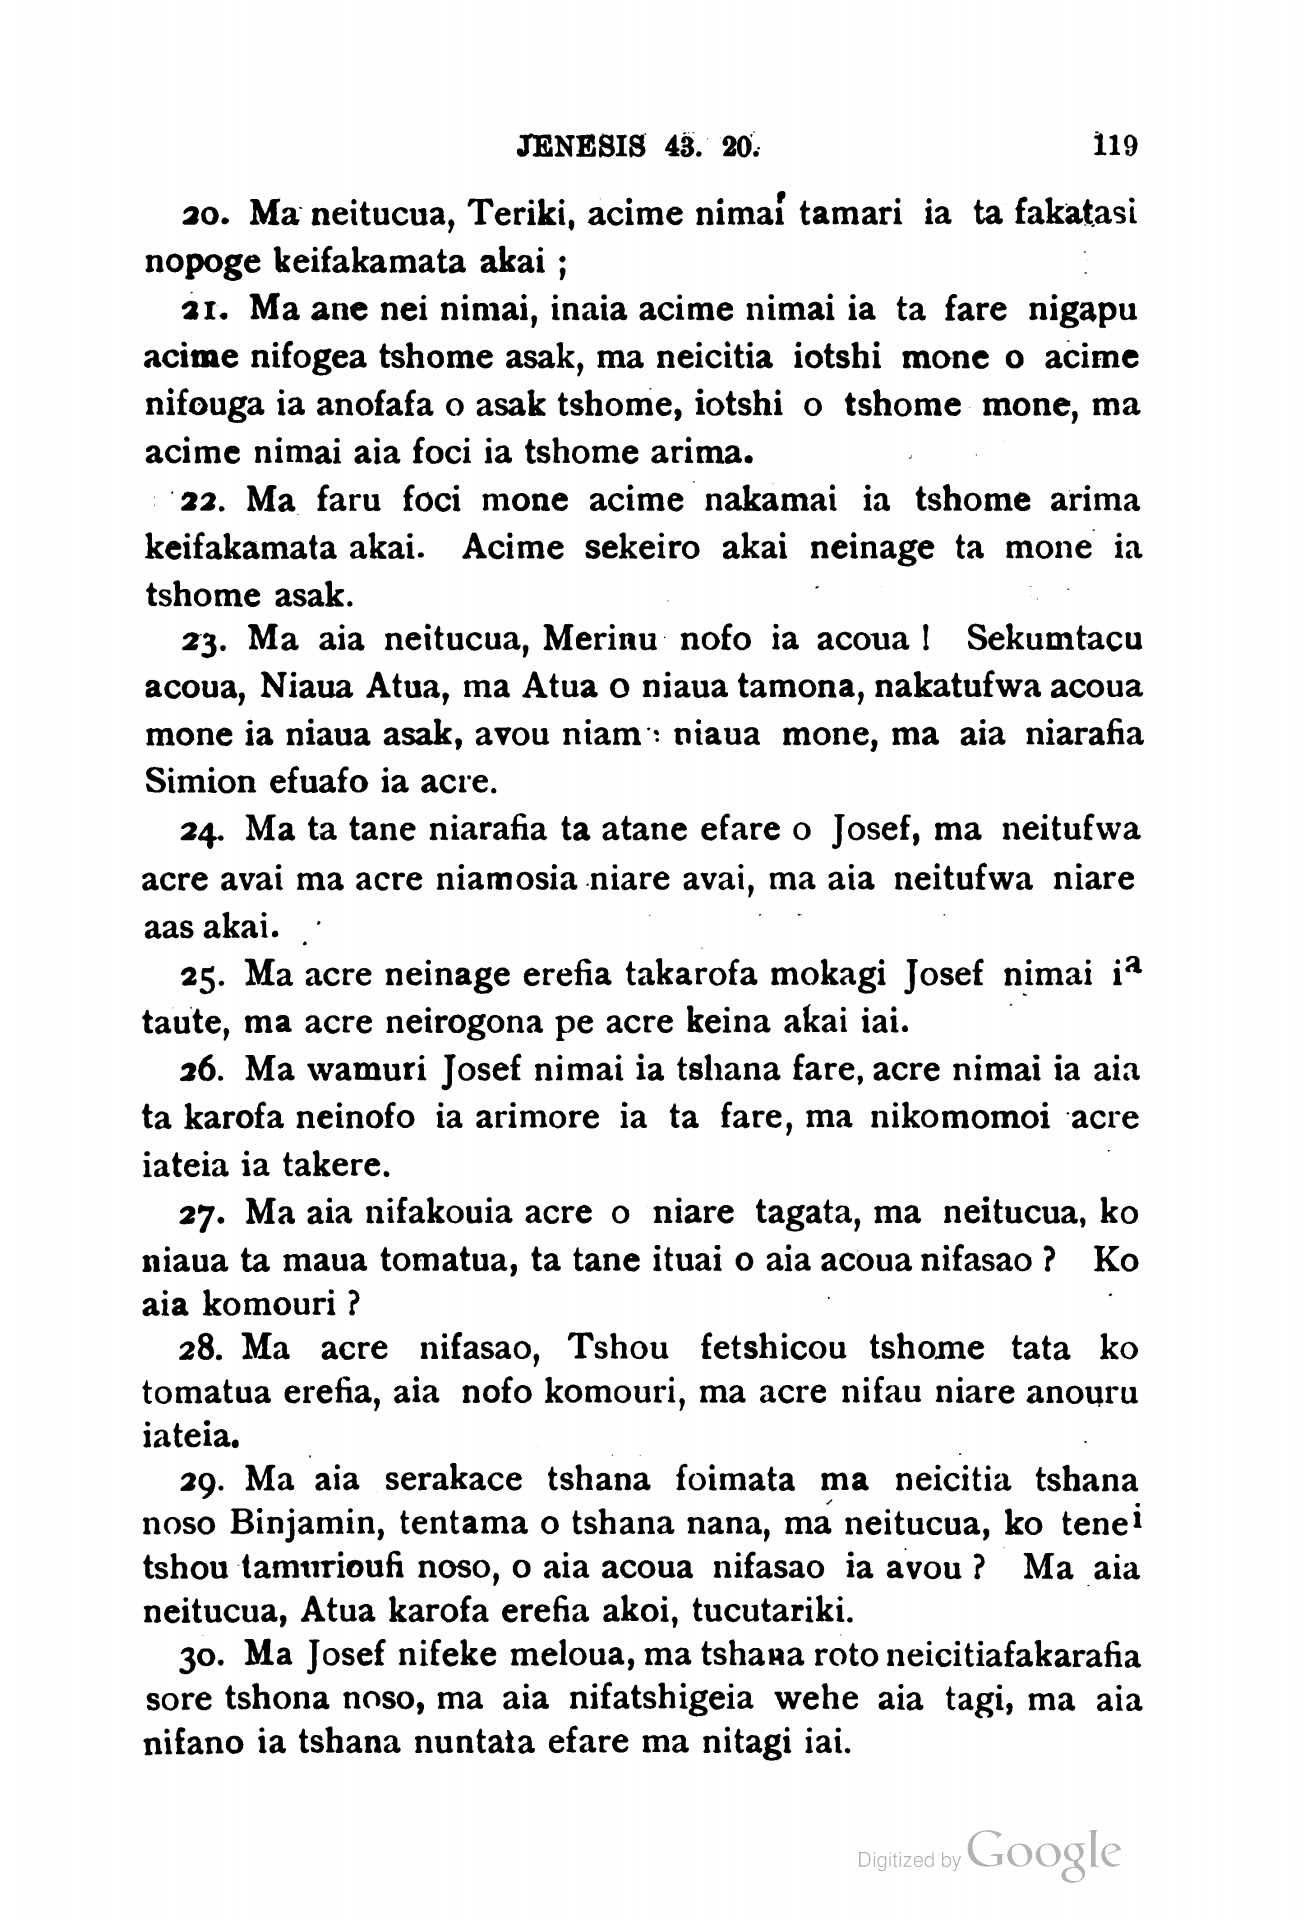 JENESIS 43. 20. 119
20. Ma neitucua, Teriki, acime nimai tamari ia ta fakatasi
nopoge keifakamata akai ;
21. Ma ane nei nimai, inaia acime nimai ia ta fare nigapu
acime nifogea tshome asak, ma neicitia iotshi mone o acime
nifouga ia anofafa o asak tshome, iotshi o tshome mone, ma
acime nimai aia foci ia tshome arima.
22. Ma faru foci mone acime nakamai ia tshome arima
keifakamata akai. Acime sekeiro akai neinage ta mone ia
tshome asak.
23. Ma aia neitucua, Merinu nofo ia acoua ! Sekumtacu
acoua, Niaua Atua, ma Atua o niaua tamona, nakatufwa acoua
mone ia niaua asak, avou niam : niaua mone, ma aia niarafia
Simion efuafo ia acre.
24. Ma ta tane niarafia ta atane efare o Josef, ma neitufwa
acre avai ma acre niamosia niare avai, ma aia neitufwa niare
aas akai.
25. Ma acre neinage erefia takarofa mokagi Josef nimai ia
taute, ma acre neirogona pe acre keina akai iai.
26. Ma wamuri Josef nimai ia tshana fare, acre nimai ia aia
ta karofa neinofo ia arimore ia ta fare, ma nikomomoi acre
iateia ia takere.
27. Ma aia nifakouia acre o niare tagata, ma neitucua, ko
niaua ta maua tomatua, ta tane ituai o aia acoua nifasao ? Ko
aia komouri ?
28. Ma acre nifasao, Tshou fetshicou tshome tata ko
tomatua erefia, aia nofo komouri, ma acre nifau niare anouru
iateia.
29. Ma aia serakace tshana foimata ma neicitia tshana
noso Binjamin, tentama o tshana nana, ma neitucua, ko tenei
tshou tamurioufi noso, o aia acoua nifasao ia avou ? Ma aia
neitucua, Atua karofa erefia akoi, tucutariki.
30. Ma Josef nifeke meloua, ma tshana roto neicitiafakarafia
sore tshona noso, ma aia nifatshigeia wehe aia tagi, ma aia
nifano ia tshana nuntata efare ma nitagi iai.
Digitized by Google